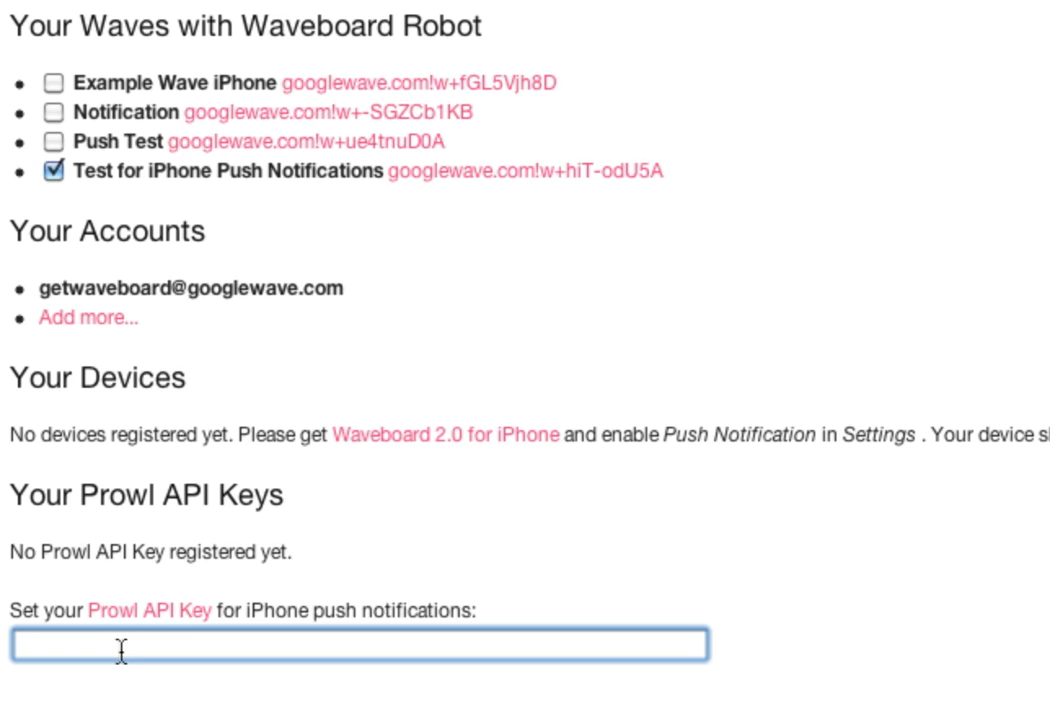 Your Waves with Waveboard Robot
Example Wave iPhone googlewave.com!w+fGL5Vjh8D
Notification googlewave.com!w+-SGZCb1KB
Push Test googlewave.com!w+ue4tnuD0A
Test for iPhone Push Notifications googlewave.com!w+hiT-odU5A
Your Accounts
getwaveboard@googlewave.com
Add more...
Your Devices
No devices registered yet. Please get Waveboard 2.0 for iPhone and enable Push Notification in Settings . Your device
Your Prowl API Keys
No Prowl API Key registered yet.
Set your Prowl API Key for iPhone push notifications: